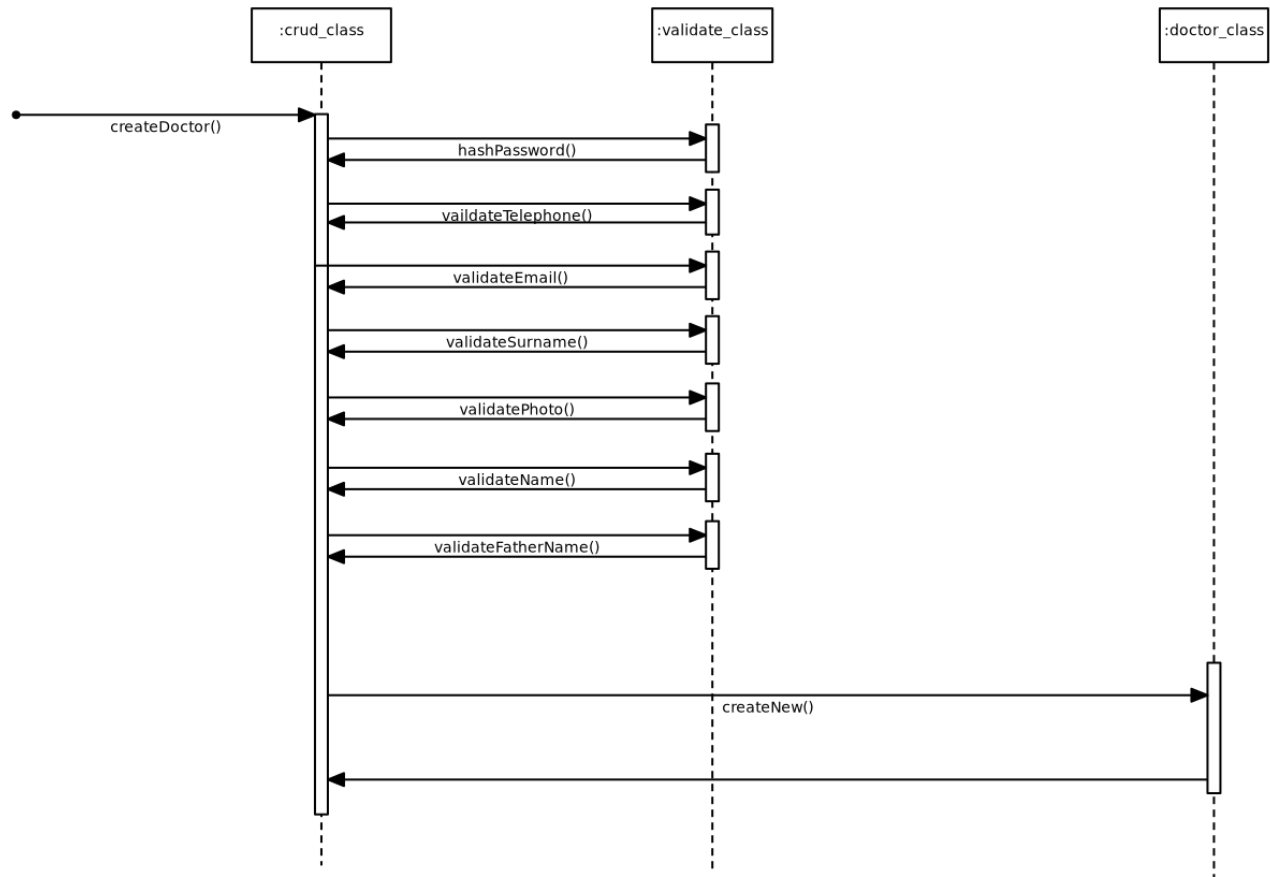 :crud_class
:validate_class
:doctor_class
createDoctor()
hashPassword()
vaildateTelephone()
validateEmail()
validateSurname()
validatePhoto()
validateName()
validateFatherName()
createNew()